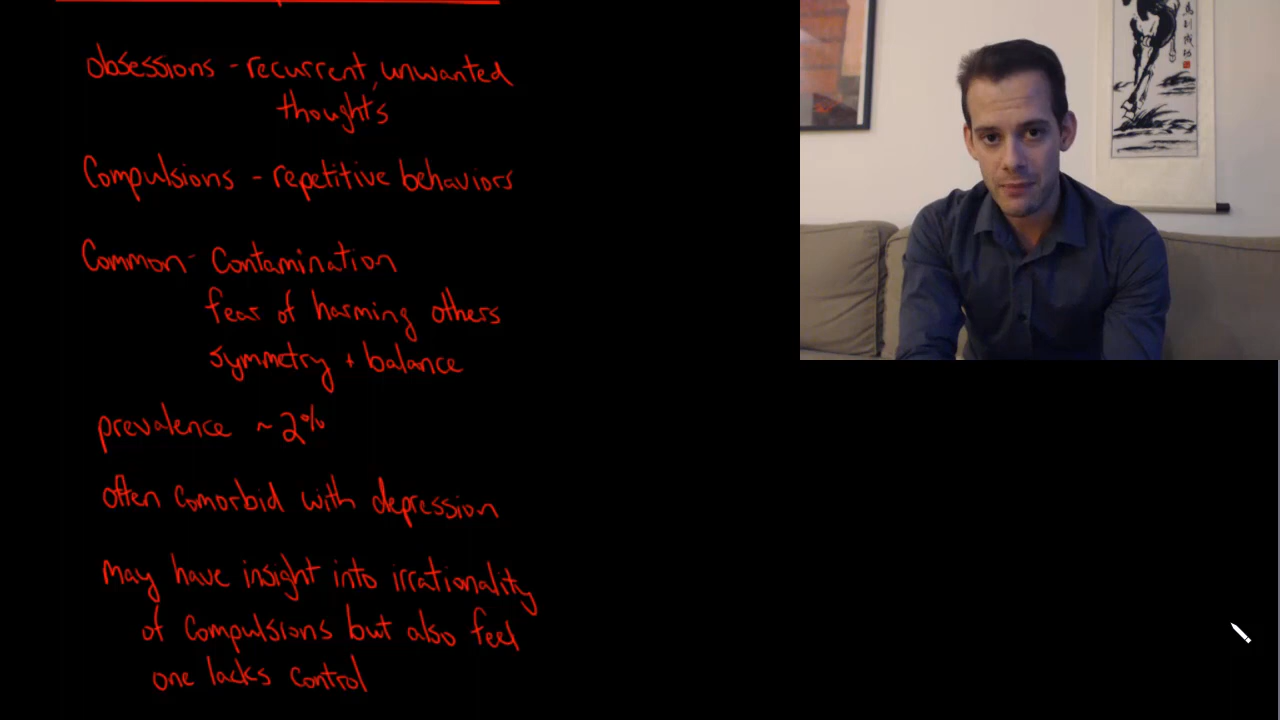 obsessions - recurrent, unwanted
thoughts
Compulsions - repetitive behaviors
Common - Contamination
fear of harming others
symmetry + balance
prevalence ~ 2%
often comorbid with depression
may have insight into irrationality
of compulsions but also feel
one lacks control